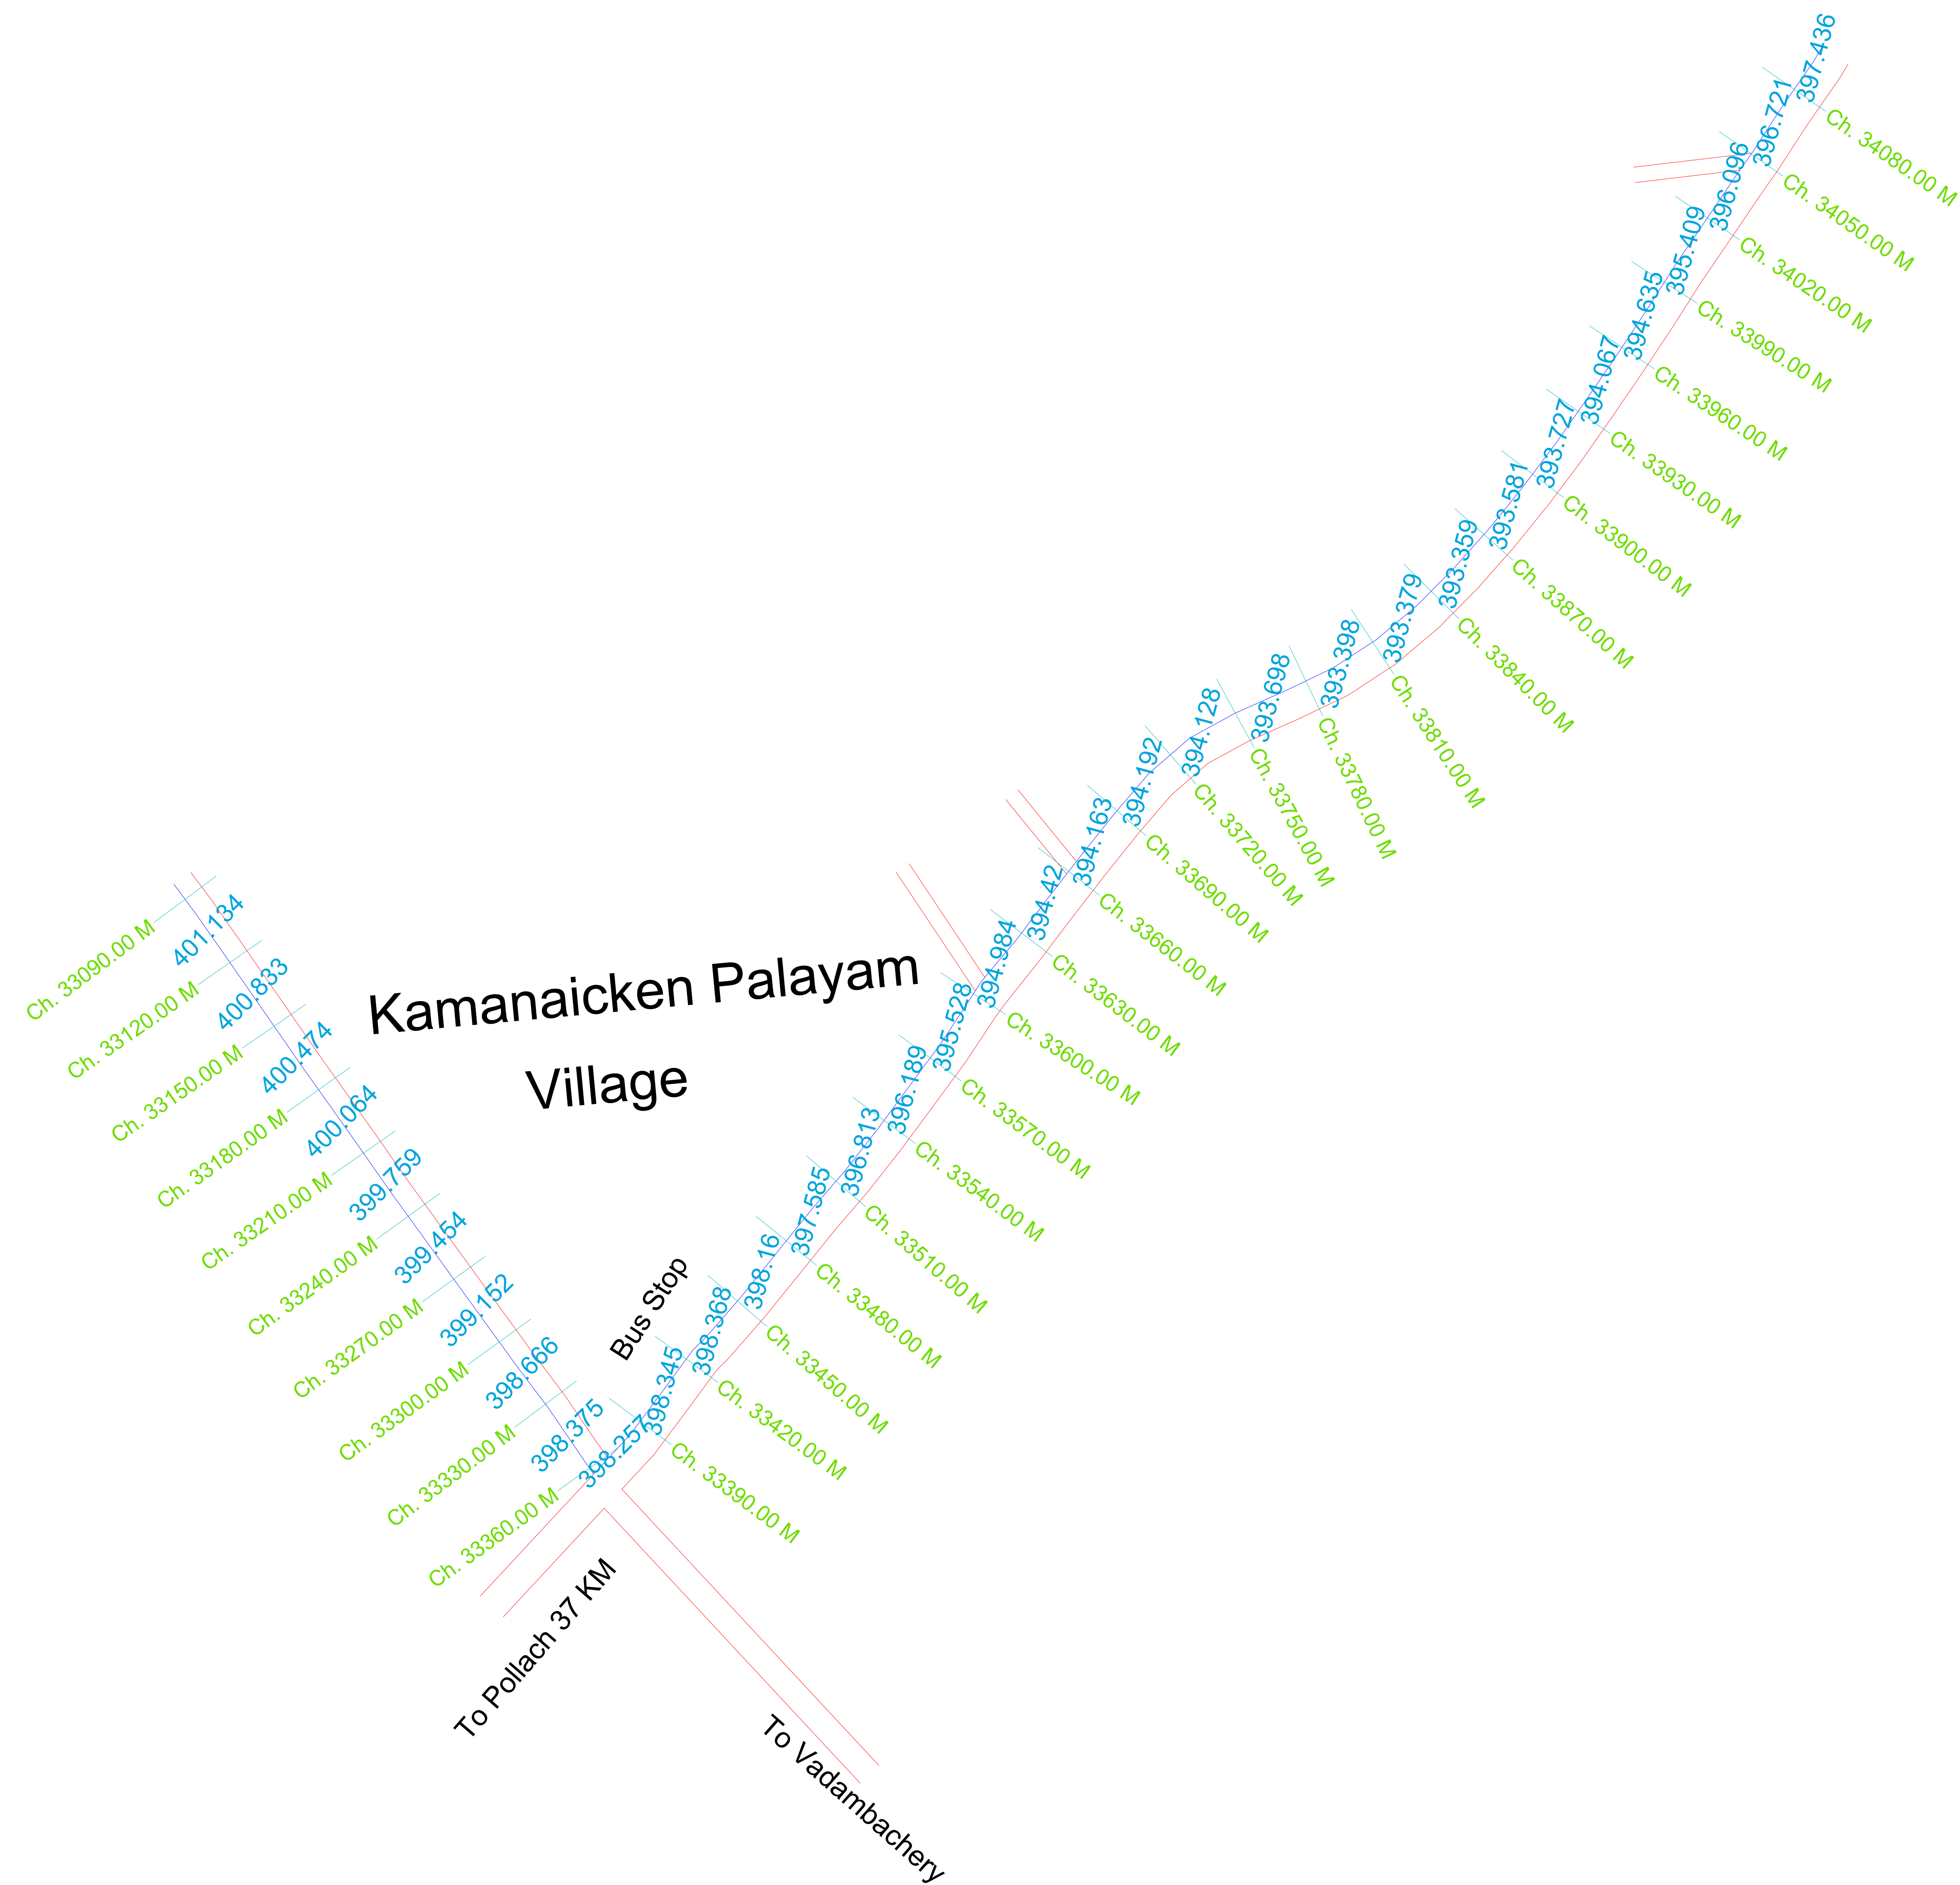 Kamanaicken Palayam
Village
Bus Stop
To Pollach 37 KM
To Vadambachery
Ch. 33090.00 M
401.134
Ch. 33120.00 M
400.833
Ch. 33150.00 M
400.474
Ch. 33180.00 M
400.064
Ch. 33210.00 M
399.759
Ch. 33240.00 M
399.454
Ch. 33270.00 M
399.152
Ch. 33300.00 M
398.666
Ch. 33330.00 M
398.375
Ch. 33360.00 M
398.257
Ch. 33390.00 M
398.345
Ch. 33420.00 M
398.368
Ch. 33450.00 M
398.16
Ch. 33480.00 M
397.585
Ch. 33510.00 M
396.813
Ch. 33540.00 M
396.189
Ch. 33570.00 M
395.528
Ch. 33600.00 M
394.984
Ch. 33630.00 M
394.42
Ch. 33660.00 M
394.163
Ch. 33690.00 M
394.192
Ch. 33720.00 M
394.128
Ch. 33750.00 M
393.698
Ch. 33780.00 M
393.398
Ch. 33810.00 M
393.379
Ch. 33840.00 M
393.359
Ch. 33870.00 M
393.581
Ch. 33900.00 M
393.727
Ch. 33930.00 M
394.067
Ch. 33960.00 M
394.635
Ch. 33990.00 M
395.409
Ch. 34020.00 M
396.096
Ch. 34050.00 M
396.721
Ch. 34080.00 M
397.436